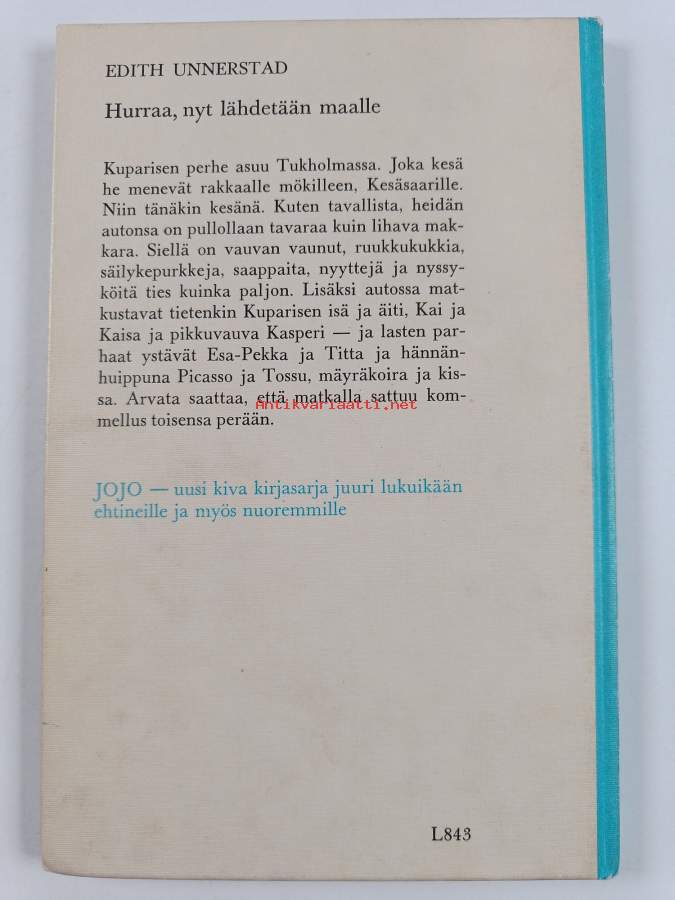 EDITH UNNERSTAD
Hurraa, nyt lähdetään maalle
Kuparisen perhe asuu Tukholmassa. Joka kesä
he menevät rakkaalle mökilleen, Kesäsaarille.
Niin tänäkin kesänä. Kuten tavallista, heidän
autonsa on pullollaan tavaraa kuin lihava mak-
kara. Siellä on vauvan vaunut, ruukkukukkia,
säilykepurkkeja, saappaita, nyyttejä ja nyssy-
köitä ties kuinka paljon. Lisäksi autossa mat-
kustavat tietenkin Kuparisen isä ja äiti, Kai ja
Kaisa ja pikkuvauva Kasperi — ja lasten par-
haat ystävät Esa-Pekka ja Titta ja hännän-
huippuna Picasso ja Tossu, mäyräkoira ja kis-
sa. Arvata saattaa, että matkalla sattuu kom-
Antikvariaatti.net
mellus toisensa perään.
JOJO — uusi kiva kirjasarja juuri lukuikään
ehtineille ja myös nuoremmille
L843